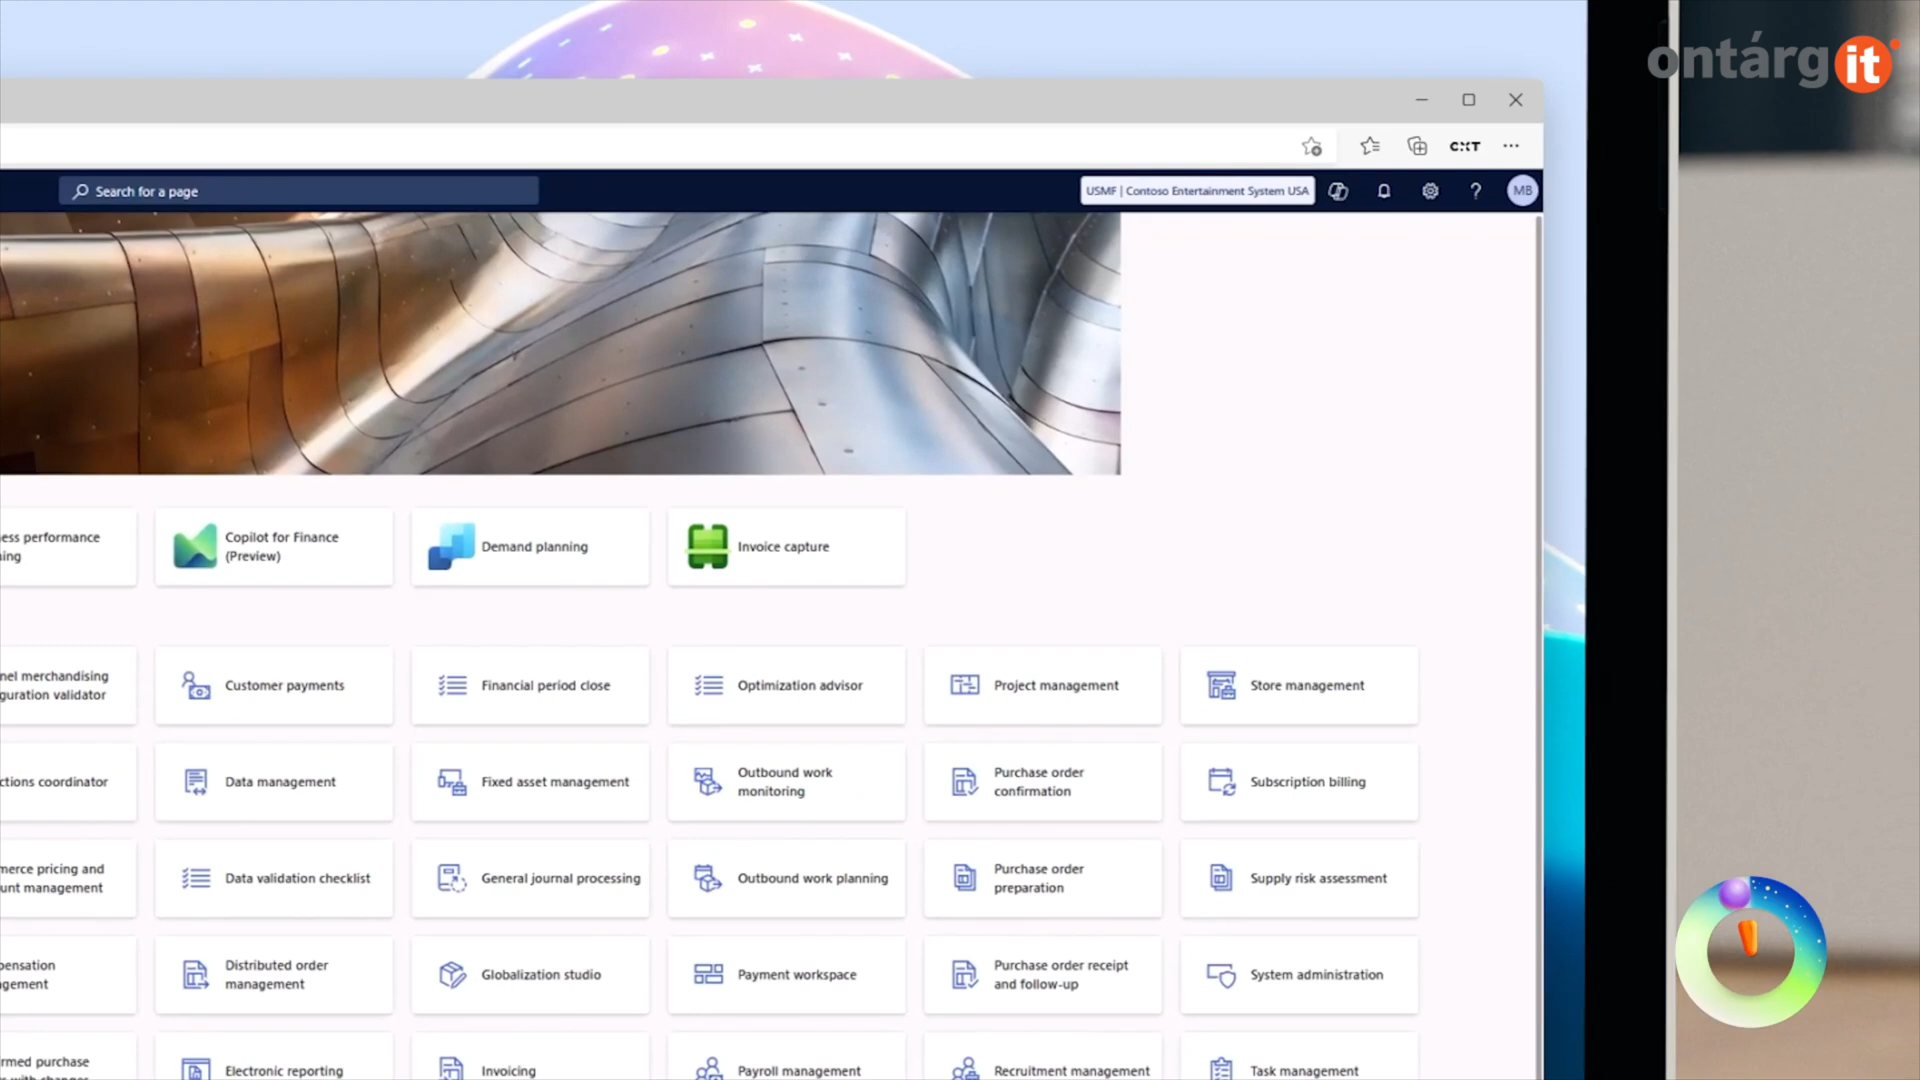 ontárgit
CXT
Search for a page
USMF | Contoso Entertainment System USA
MB
ess performance
ing
Copilot for Finance
(Preview)
Demand planning
Invoice capture
nel merchandising
guration validator
Customer payments
Financial period close
Optimization advisor
Project management
Store management
ctions coordinator
Data management
Fixed asset management
Outbound work
monitoring
Purchase order
confirmation
Subscription billing
merce pricing and
unt management
Data validation checklist
General journal processing
Outbound work planning
Purchase order
preparation
Supply risk assessment
pensation
gement
Distributed order
management
Globalization studio
Payment workspace
Purchase order receipt
and follow-up
System administration
rmed purchase
Electronic reporting
Invoicing
Payroll management
Recruitment management
Task management